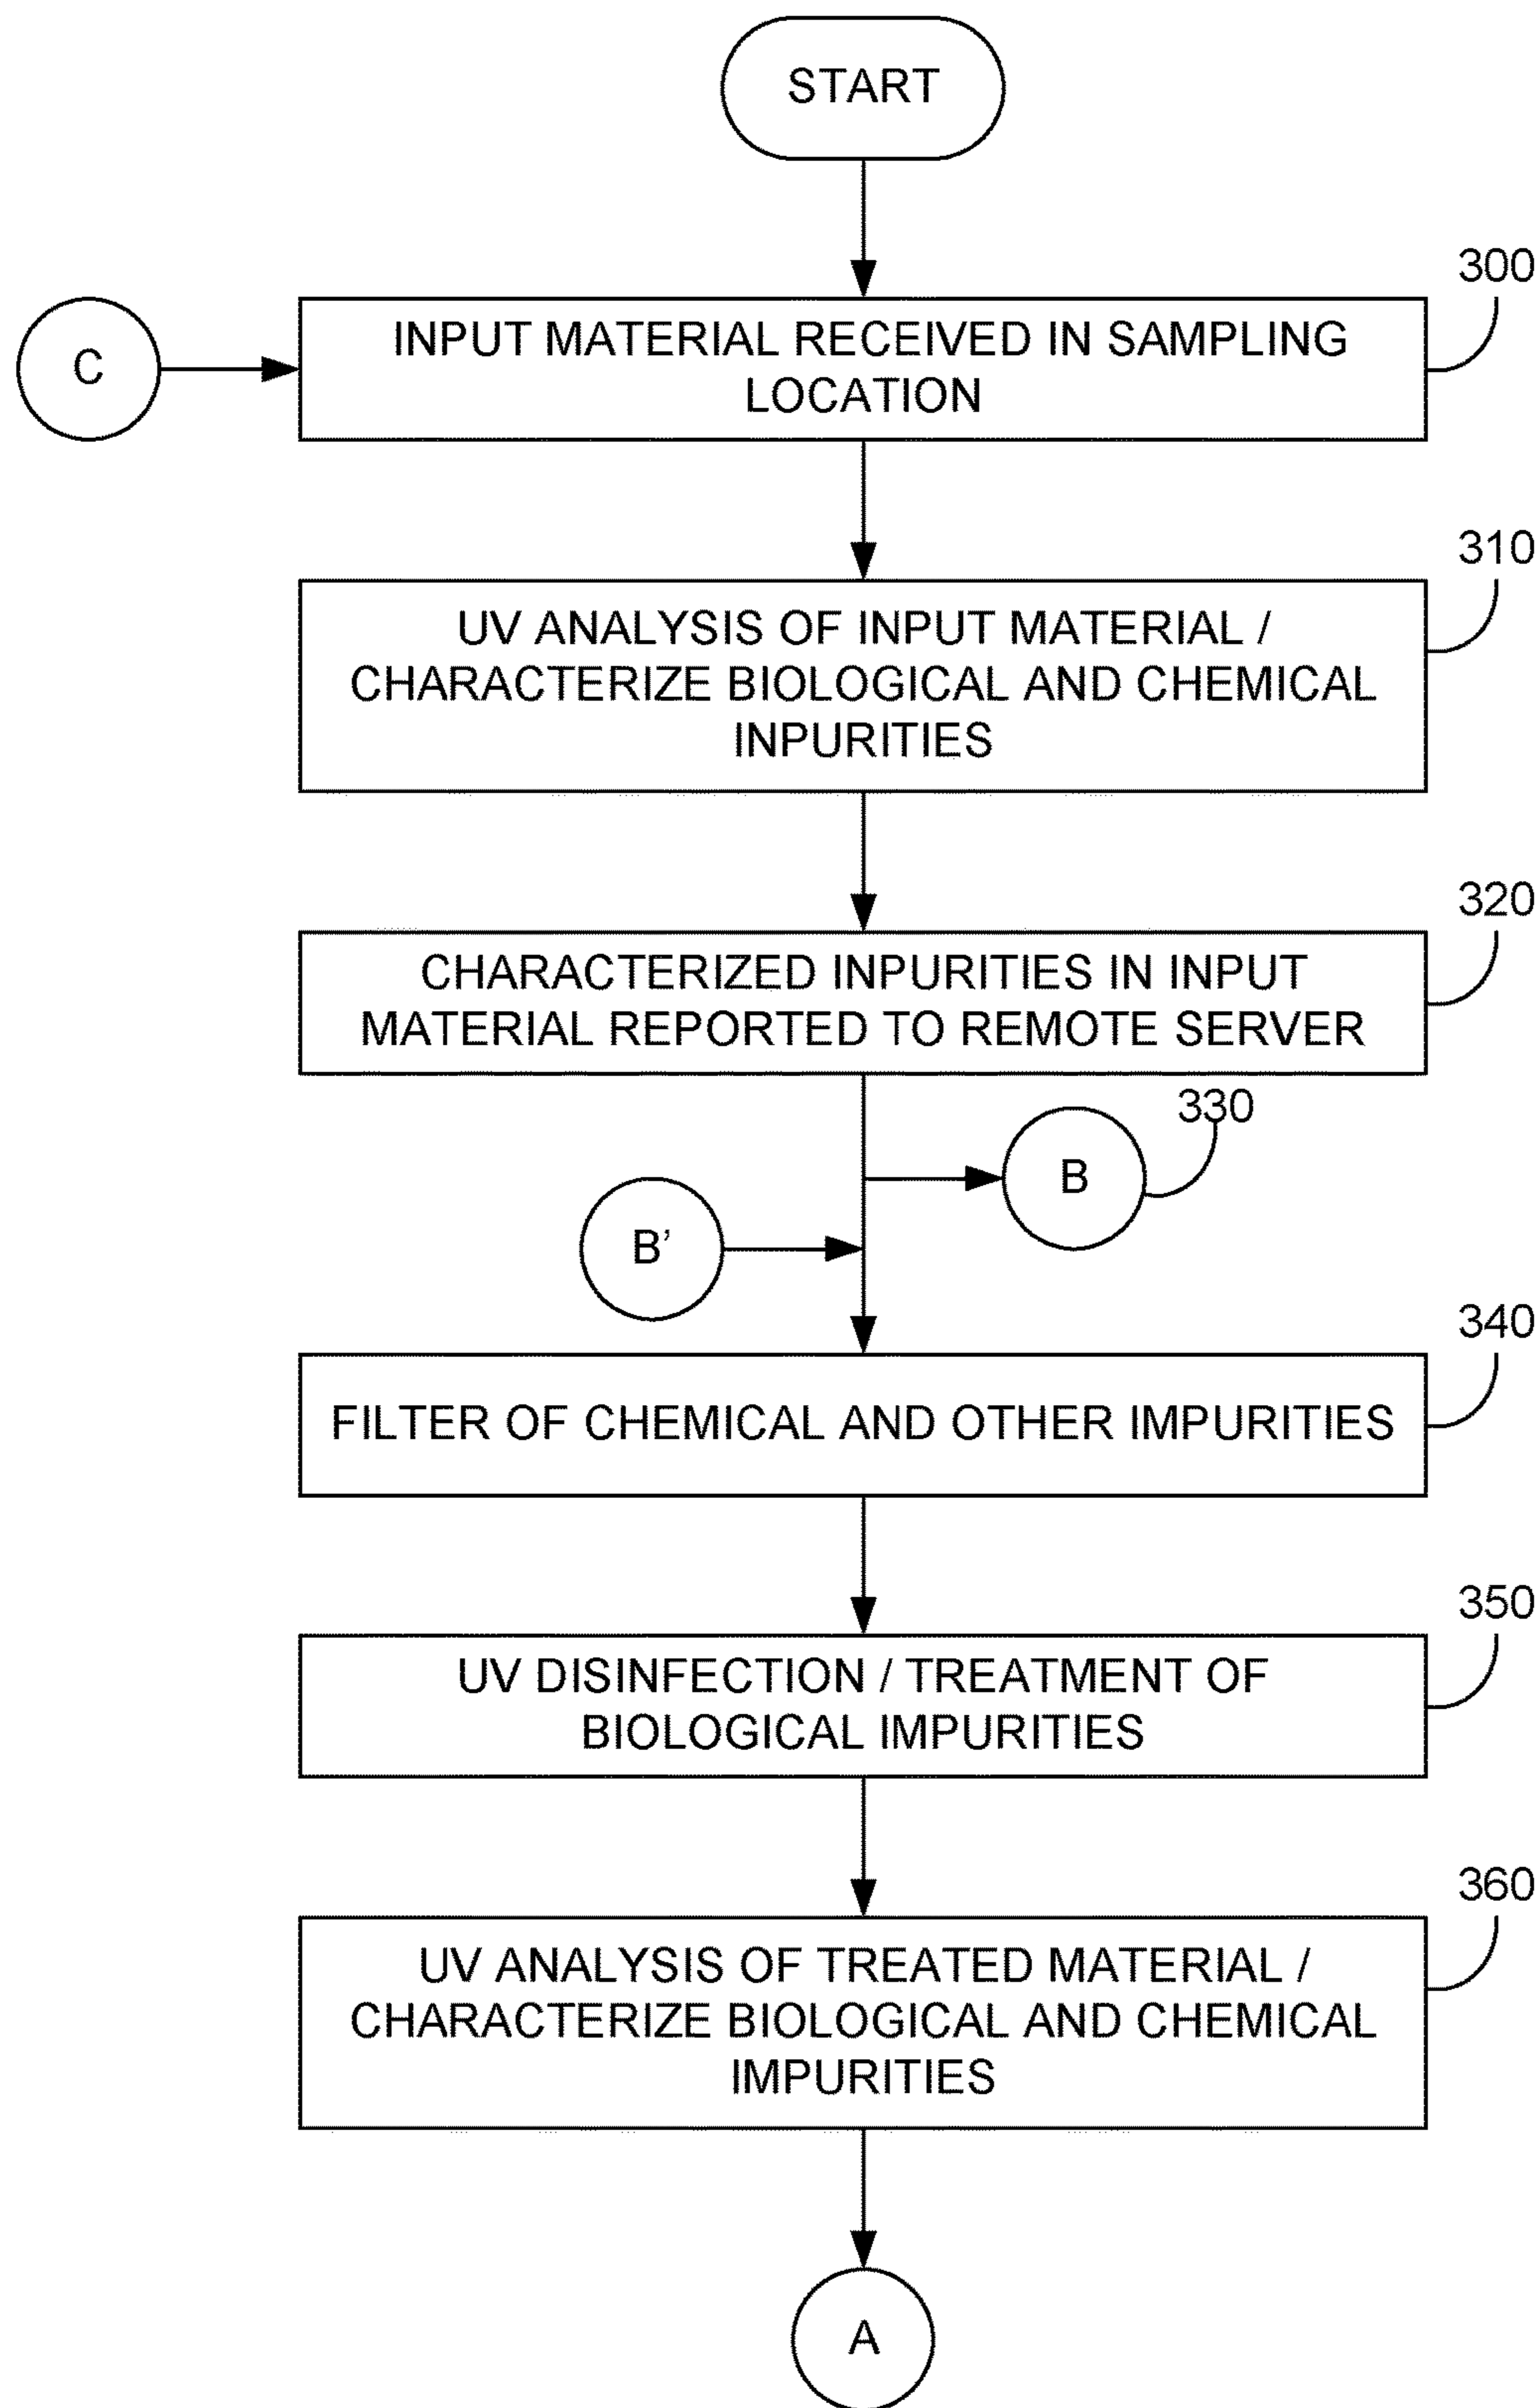 START
300
C
INPUT MATERIAL RECEIVED IN SAMPLING
LOCATION
310
UV ANALYSIS OF INPUT MATERIAL /
CHARACTERIZE BIOLOGICAL AND CHEMICAL
INPURITIES
320
CHARACTERIZED INPURITIES IN INPUT
MATERIAL REPORTED TO REMOTE SERVER
330
B
B’
340
FILTER OF CHEMICAL AND OTHER IMPURITIES
350
UV DISINFECTION / TREATMENT OF
BIOLOGICAL IMPURITIES
360
UV ANALYSIS OF TREATED MATERIAL /
CHARACTERIZE BIOLOGICAL AND CHEMICAL
IMPURITIES
A